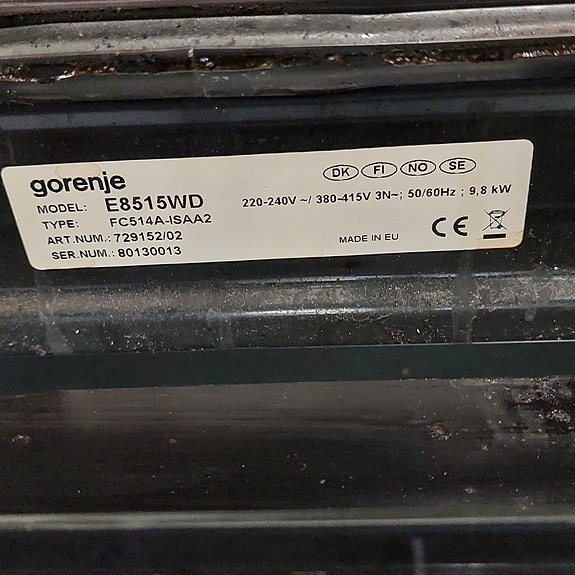 gorenje
DK FI NO SE
MODEL: E8515WD
220-240V ~/ 380-415V 3N~; 50/60Hz ; 9,8 kW
TYPE: FC514A-ISAA2
ART.NUM.: 729152/02
MADE IN EU
CE
SER.NUM.: 80130013